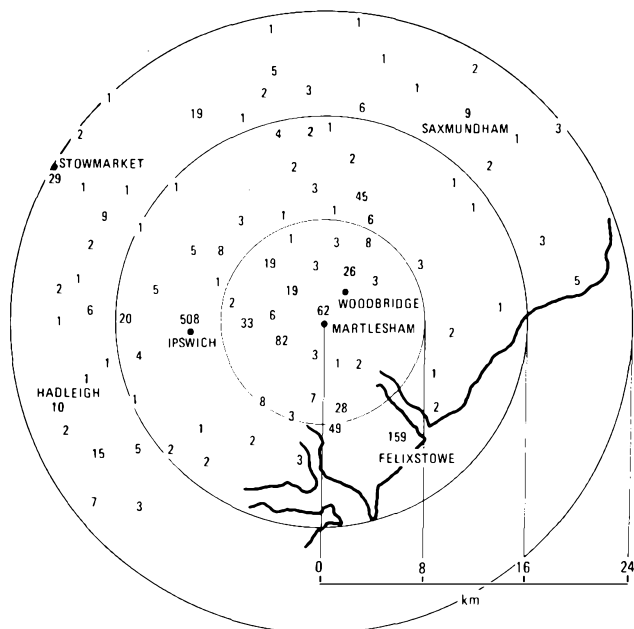 1 1
1 2
5
2 3 1
1
19 1 6 9
SAXMUNDHAM
2 4 2 1 3
1
STOWMARKET 2 2 2
29
1 1 1 3 1
45
9 3 1 1 6 1
1
2 5 8 1 3 8 3
19 3 26 3
1 1 3 5
2 5 2 19
WOODBRIDGE
6 62 1
1 20 508 33 6
MARTLESHAM
IPSWICH 82 2
4 3
1 1 2
1 1
HADLEIGH
10 1 8 7 28 2
3
2 1 49 159
15 5 2 2 3
FELIXSTOWE
2
7 3
0 8 16 24
km